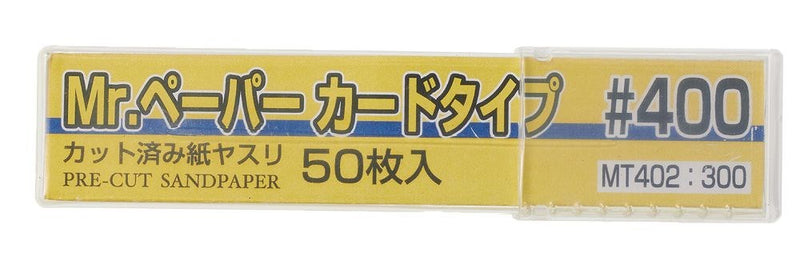 Mr.ペーパー カードタイプ #400
カット済み紙ヤスリ 50枚入
PRE-CUT SANDPAPER
MT402:300